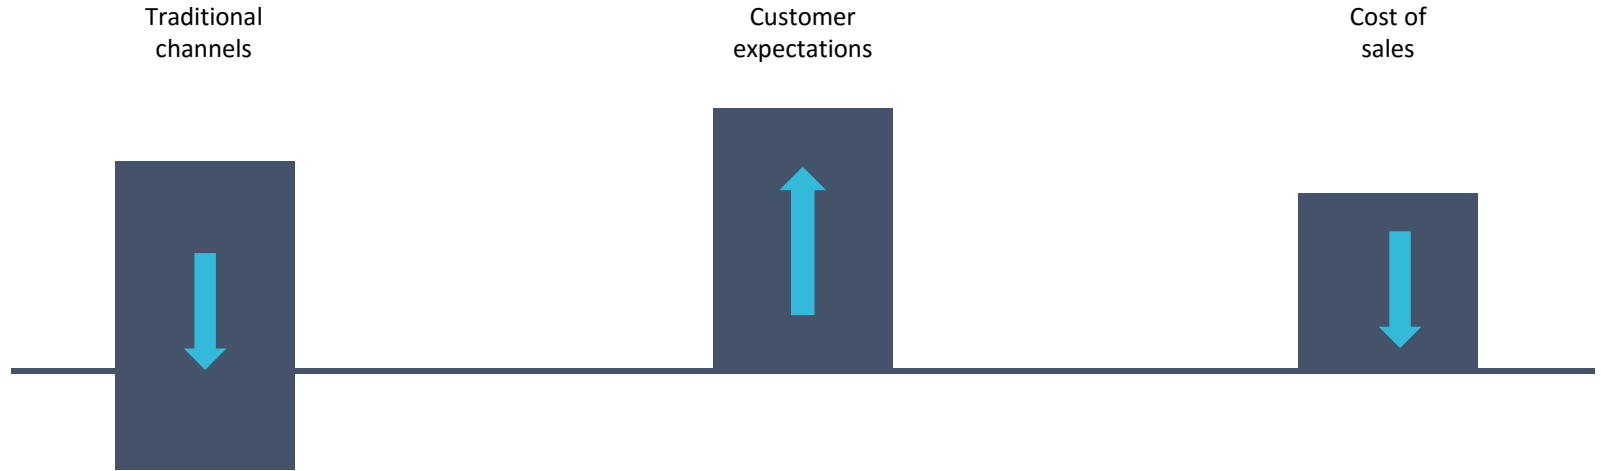 Traditional
channels
Customer
expectations
Cost of
sales